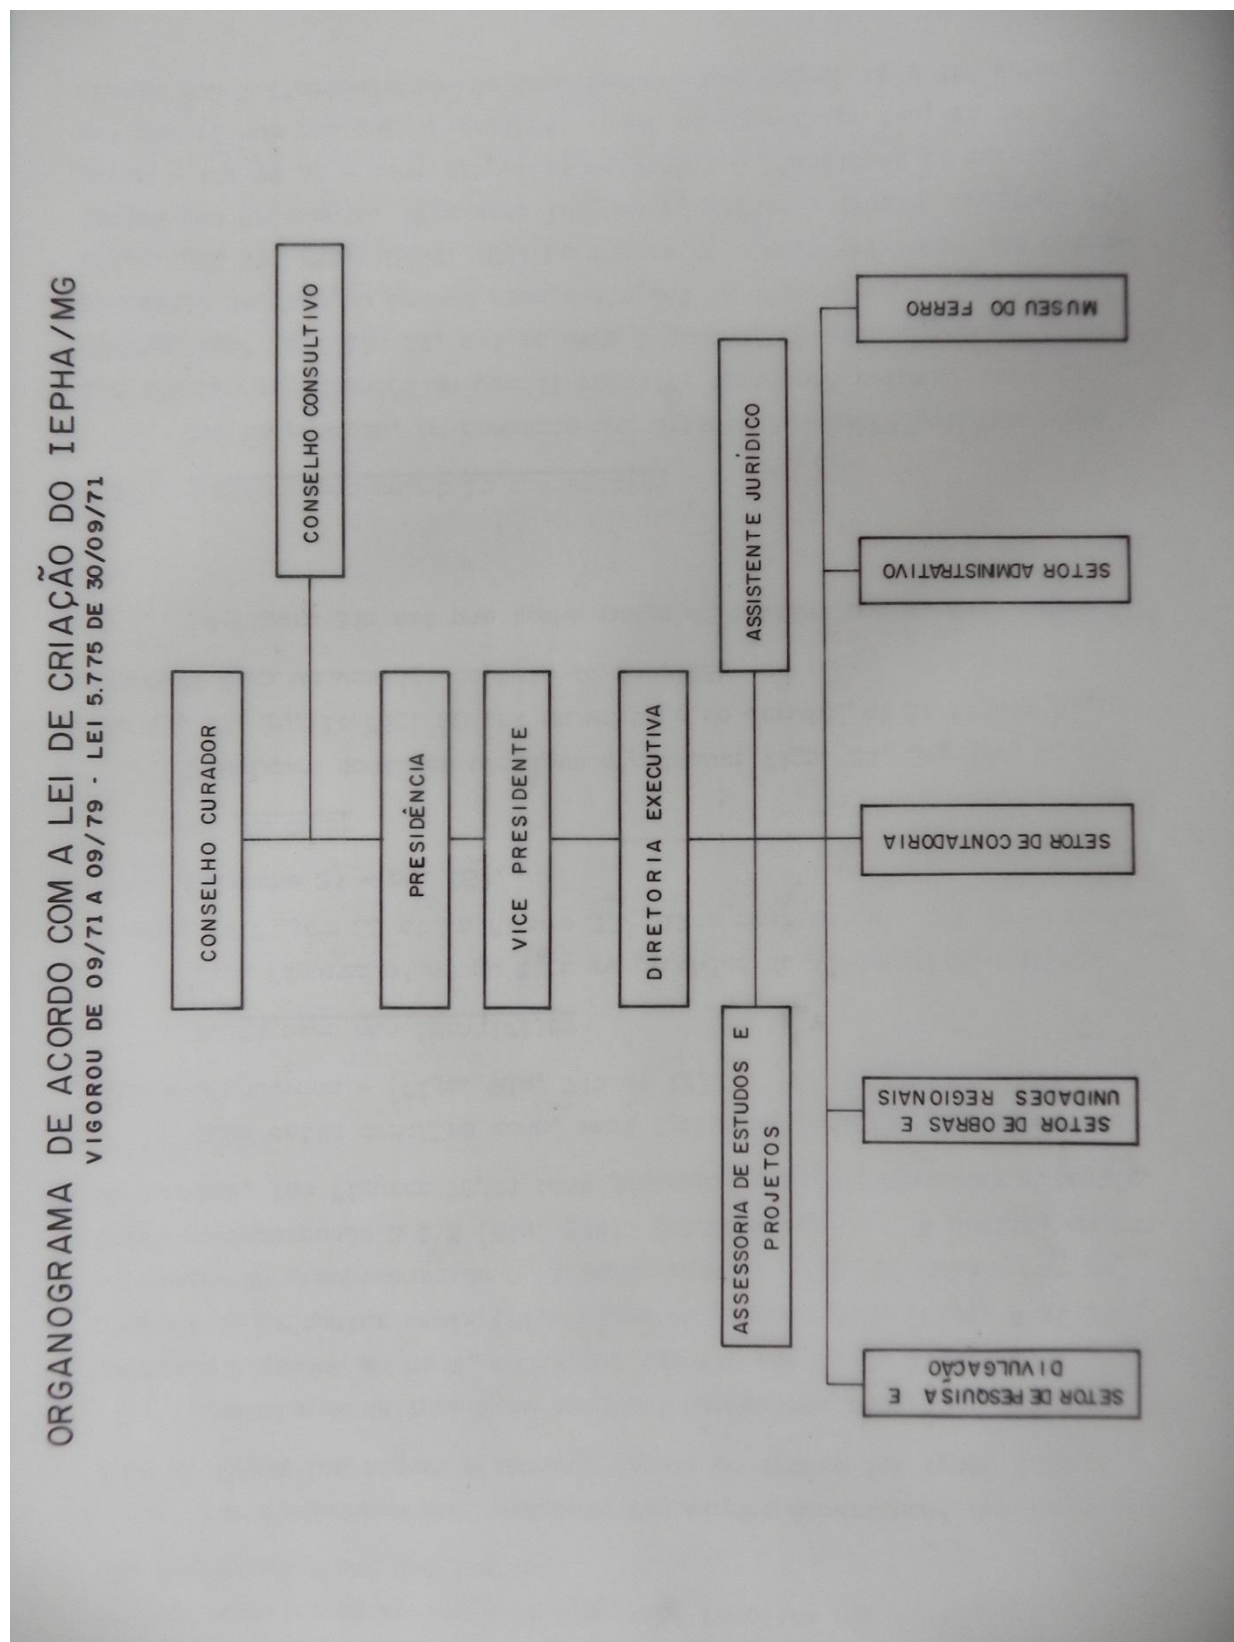 ORGANOGRAMA DE ACORDO COM A LEI DE CRIAÇÃO DO IEPHA/MG
VIGOROU DE 09/71 A 09/79 - LEI 5.775 DE 30/09/71
CONSELHO CURADOR
CONSELHO CONSULTIVO
PRESIDÊNCIA
VICE PRESIDENTE
DIRETORIA EXECUTIVA
ASSESSORIA DE ESTUDOS E
PROJETOS
ASSISTENTE JURÍDICO
SETOR DE PESQUISA E
DIVULGAÇÃO
SETOR DE OBRAS E
UNIDADES REGIONAIS
SETOR DE CONTADORIA
SETOR ADMINISTRATIVO
MUSEU DO FERRO